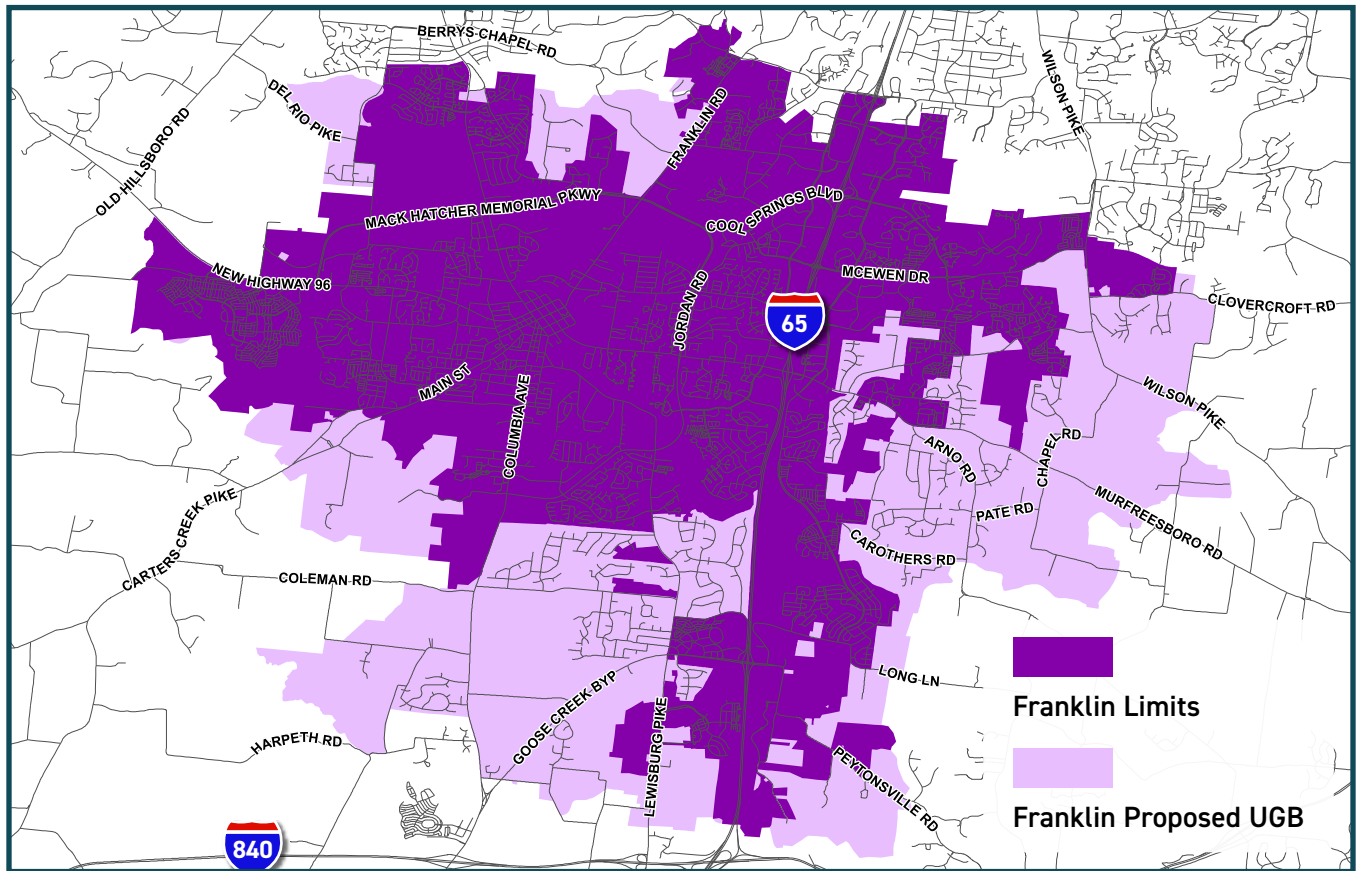 BERRYS CHAPEL RD
WILSON PIKE
DEL RIO PIKE
OLD HILLSBORO RD
FRANKLIN RD
MACK HATCHER MEMORIAL PKWY
COOL SPRINGS BLVD
NEW HIGHWAY 96
MCEWEN DR
JORDAN RD
65
CLOVERCROFT RD
MAIN ST
COLUMBIA AVE
WILSON PIKE
ARNO RD
CHAPEL RD
CARTERS CREEK PIKE
PATE RD
MURFREESBORO RD
CAROTHERS RD
COLEMAN RD
LONG LN
Franklin Limits
GOOSE CREEK BYP
LEWISBURG PIKE
HARPETH RD
PEYTONSVILLE RD
Franklin Proposed UGB
840